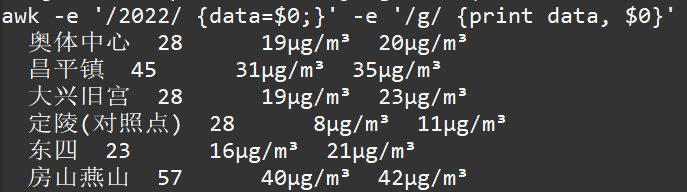 awk -e '/2022/ {data=$0;}' -e '/g/ {print data, $0}'
奥体中心 28 19μg/m³ 20μg/m³
昌平镇 45 31μg/m³ 35μg/m³
大兴旧宫 28 19μg/m³ 23μg/m³
定陵(对照点) 28 8μg/m³ 11μg/m³
东四 23 16μg/m³ 21μg/m³
房山燕山 57 40μg/m³ 42μg/m³